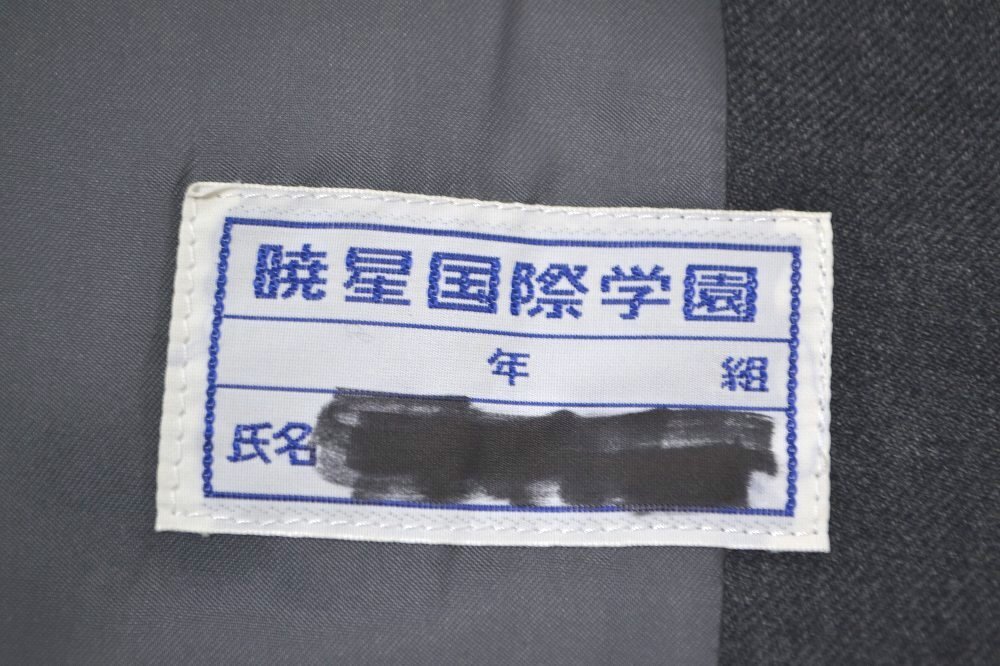 暁星国際学園
年 組
氏名